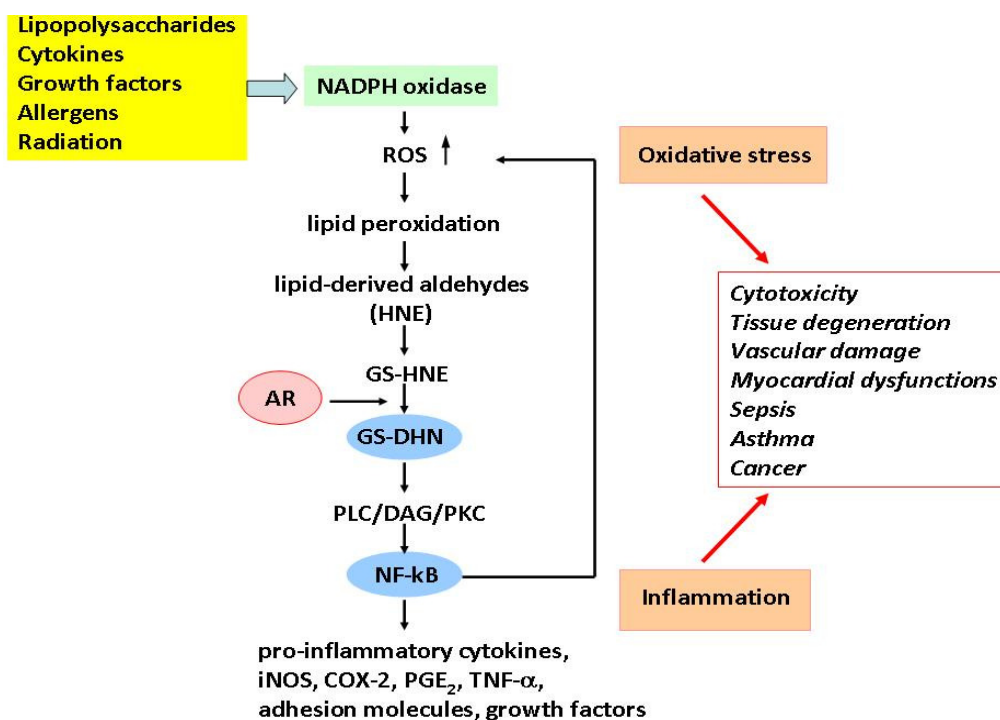 Lipopolysaccharides
Cytokines
Growth factors
Allergens
Radiation
NADPH oxidase
ROS
lipid peroxidation
lipid-derived aldehydes
(HNE)
GS-HNE
AR
GS-DHN
PLC/DAG/PKC
NF-kB
pro-inflammatory cytokines,
iNOS, COX-2, PGE₂, TNF-α,
adhesion molecules, growth factors
Oxidative stress
Cytotoxicity
Tissue degeneration
Vascular damage
Myocardial dysfunctions
Sepsis
Asthma
Cancer
Inflammation